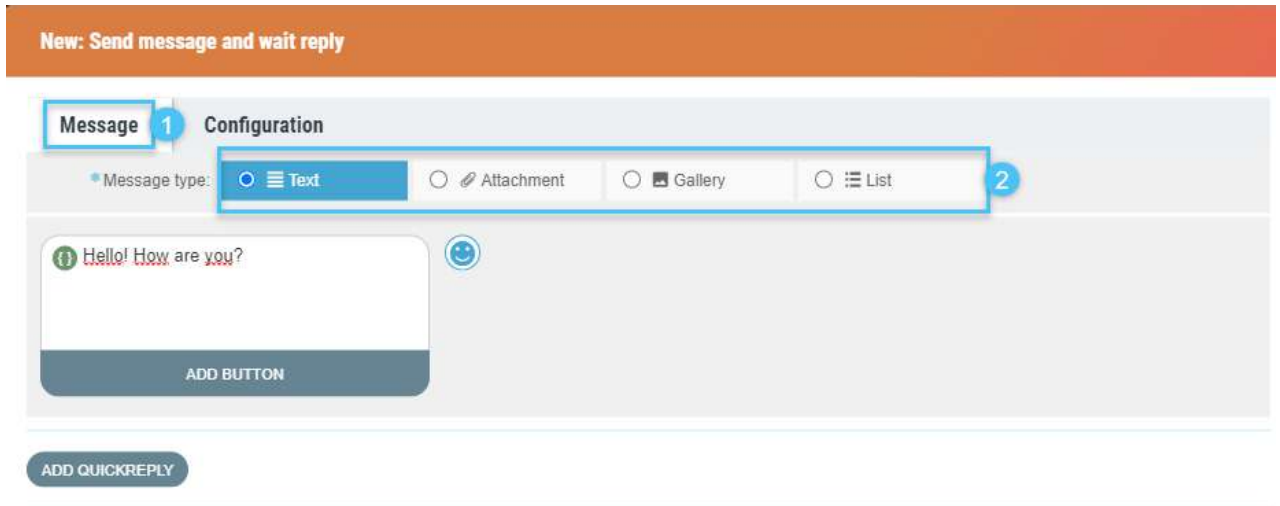 New: Send message and wait reply
Message 1 Configuration
* Message type: Text Attachment Gallery List 2
{} Hello! How are you?
ADD BUTTON
ADD QUICKREPLY